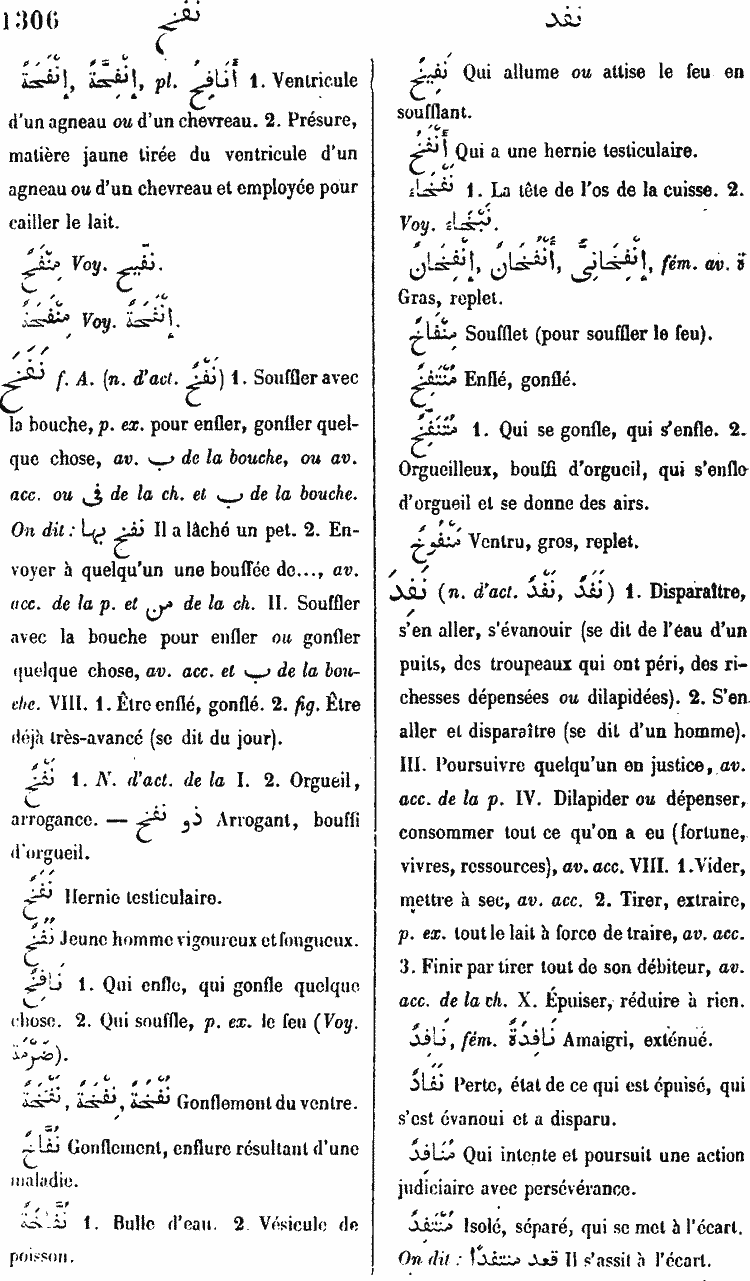 1306 نفخ نفد
إِنْفَحَةٌ, إِنْفَحَّةٌ, pl. أَنَافِحُ 1. Ventricule
d'un agneau ou d'un chevreau. 2. Présure,
matière jaune tirée du ventricule d'un
agneau ou d'un chevreau et employée pour
cailler le lait.
مِنْفَحٌ Voy. نفّيح.
مِنْفَحَةٌ Voy. إِنْفَحَةٌ.
نَفَخَ f. A. (n. d'act. نَفْخٌ) 1. Souffler avec
la bouche, p. ex. pour enfler, gonfler quel-
que chose, av. ب de la bouche, ou av.
acc. ou فى de la ch. et ب de la bouche.
On dit : نفخ بها Il a lâché un pet. 2. En-
voyer à quelqu'un une bouffée de..., av.
acc. de la p. et من de la ch. II. Souffler
avec la bouche pour enfler ou gonfler
quelque chose, av. acc. et ب de la bou-
che. VIII. 1. Être enflé, gonflé. 2. fig. Être
déjà très-avancé (se dit du jour).
نَفْخٌ 1. N. d'act. de la I. 2. Orgueil,
arrogance. — ذو نفخ Arrogant, bouffi
d'orgueil.
نَفَخٌ Hernie testiculaire.
نُفُخٌ Jeune homme vigoureux et fougueux.
نَافِخٌ 1. Qui enfle, qui gonfle quelque
chose. 2. Qui souffle, p. ex. le feu (Voy.
ضَرَمَةٌ).
نَفْخَةٌ, نِفْخَةٌ, نُفْخَةٌ Gonflement du ventre.
نُفَّاخٌ Gonflement, enflure résultant d'une
maladie.
نُفَّاخَةٌ 1. Bulle d'eau. 2. Vésicule de
poisson.
نَفِيخٌ Qui allume ou attise le feu en
soufflant.
أَنْفَخُ Qui a une hernie testiculaire.
نَفْخَاءُ 1. La tête de l'os de la cuisse. 2.
Voy. نَبْخَاءُ.
إِنْفِخَانٌ, أُنْفُخَانٌ, إِنْفِخَانِىٌّ, fém. av. ة
Gras, replet.
مِنْفَاخٌ Soufflet (pour souffler le feu).
مُنْتَفِخٌ Enflé, gonflé.
مُتَنَفِّخٌ 1. Qui se gonfle, qui s'enfle. 2.
Orgueilleux, bouffi d'orgueil, qui s'enfle
d'orgueil et se donne des airs.
مَنْفُوخٌ Ventru, gros, replet.
نَفِدَ (n. d'act. نَفَدٌ, نَفَادٌ) 1. Disparaître,
s'en aller, s'évanouir (se dit de l'eau d'un
puits, des troupeaux qui ont péri, des ri-
chesses dépensées ou dilapidées). 2. S'en
aller et disparaître (se dit d'un homme).
III. Poursuivre quelqu'un en justice, av.
acc. de la p. IV. Dilapider ou dépenser,
consommer tout ce qu'on a eu (fortune,
vivres, ressources), av. acc. VIII. 1. Vider,
mettre à sec, av. acc. 2. Tirer, extraire,
p. ex. tout le lait à force de traire, av. acc.
3. Finir par tirer tout de son débiteur, av.
acc. de la ch. X. Épuiser, réduire à rien.
نَافِدٌ, fém. نَافِدَةٌ Amaigri, exténué.
نَفَادٌ Perte, état de ce qui est épuisé, qui
s'est évanoui et a disparu.
مُنَافِدٌ Qui intente et poursuit une action
judiciaire avec persévérance.
مُنْتَفِدٌ Isolé, séparé, qui se met à l'écart.
On dit : قعد منتفدًا Il s'assit à l'écart.